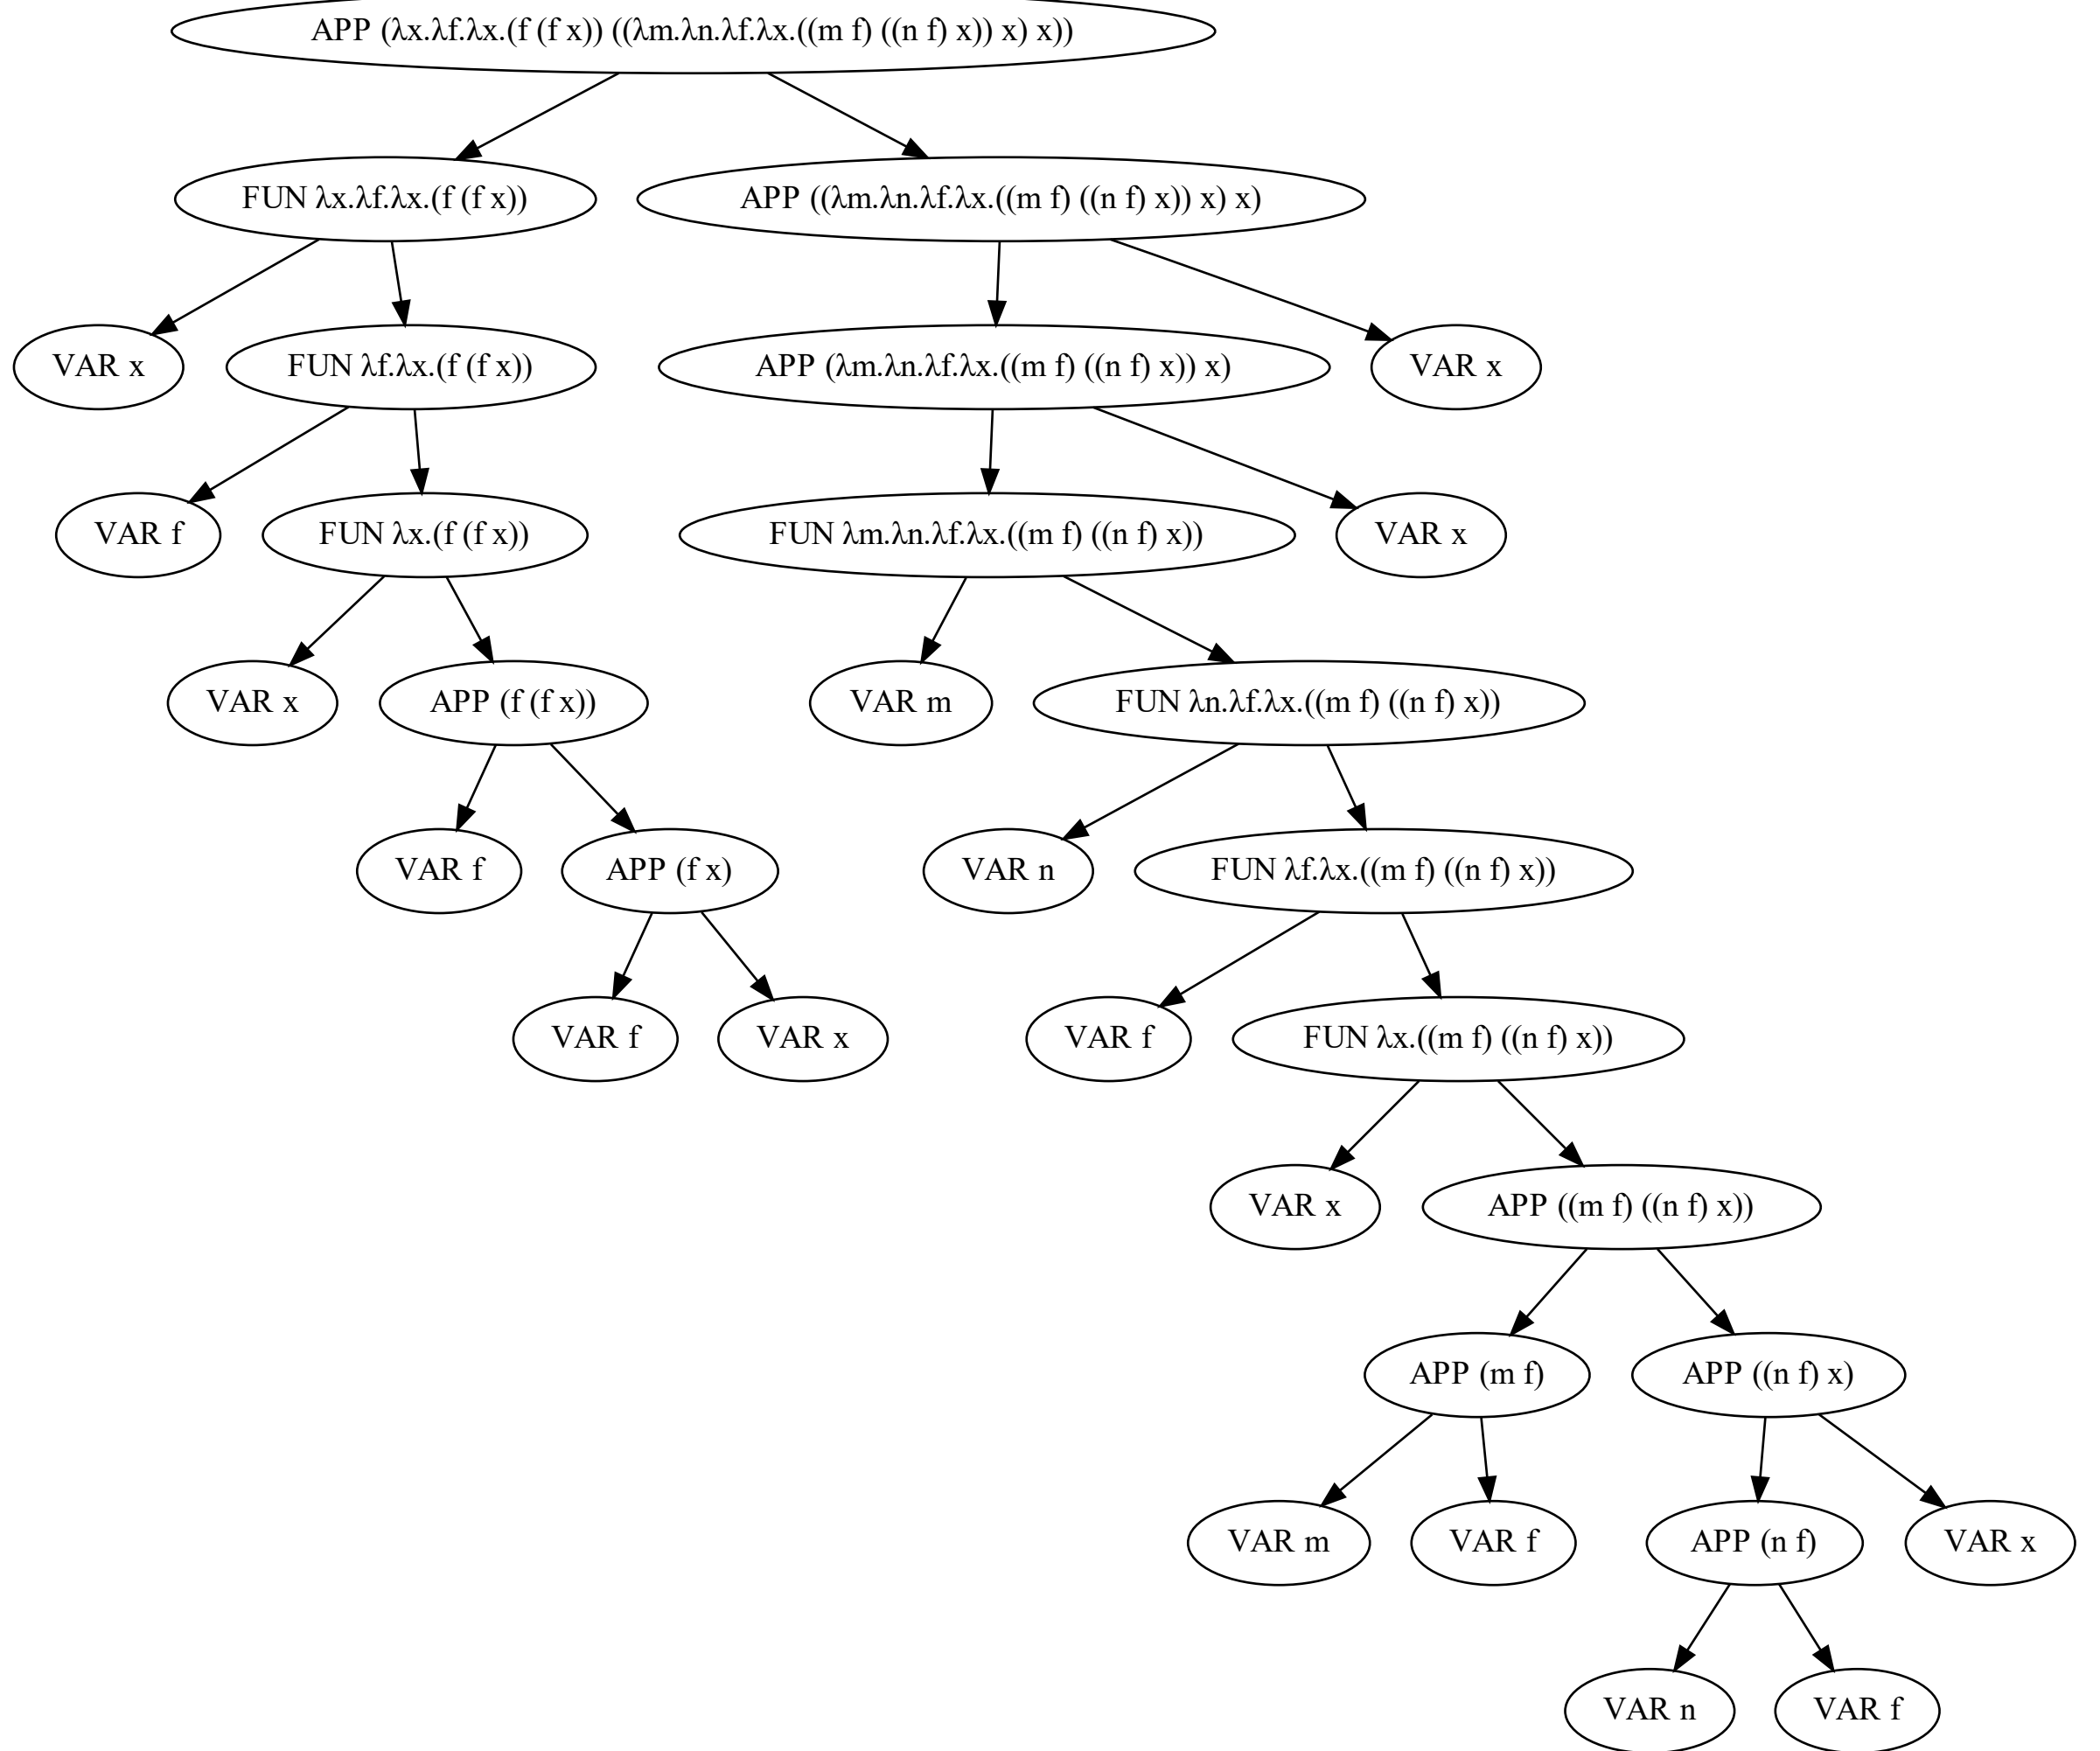 APP (λx.λf.λx.(f (f x)) ((λm.λn.λf.λx.((m f) ((n f) x)) x) x))
FUN λx.λf.λx.(f (f x))
APP ((λm.λn.λf.λx.((m f) ((n f) x)) x) x)
VAR x
FUN λf.λx.(f (f x))
APP (λm.λn.λf.λx.((m f) ((n f) x)) x)
VAR x
VAR f
FUN λx.(f (f x))
FUN λm.λn.λf.λx.((m f) ((n f) x))
VAR x
VAR x
APP (f (f x))
VAR m
FUN λn.λf.λx.((m f) ((n f) x))
VAR f
APP (f x)
VAR n
FUN λf.λx.((m f) ((n f) x))
VAR f
VAR x
VAR f
FUN λx.((m f) ((n f) x))
VAR x
APP ((m f) ((n f) x))
APP (m f)
APP ((n f) x)
VAR m
VAR f
APP (n f)
VAR x
VAR n
VAR f